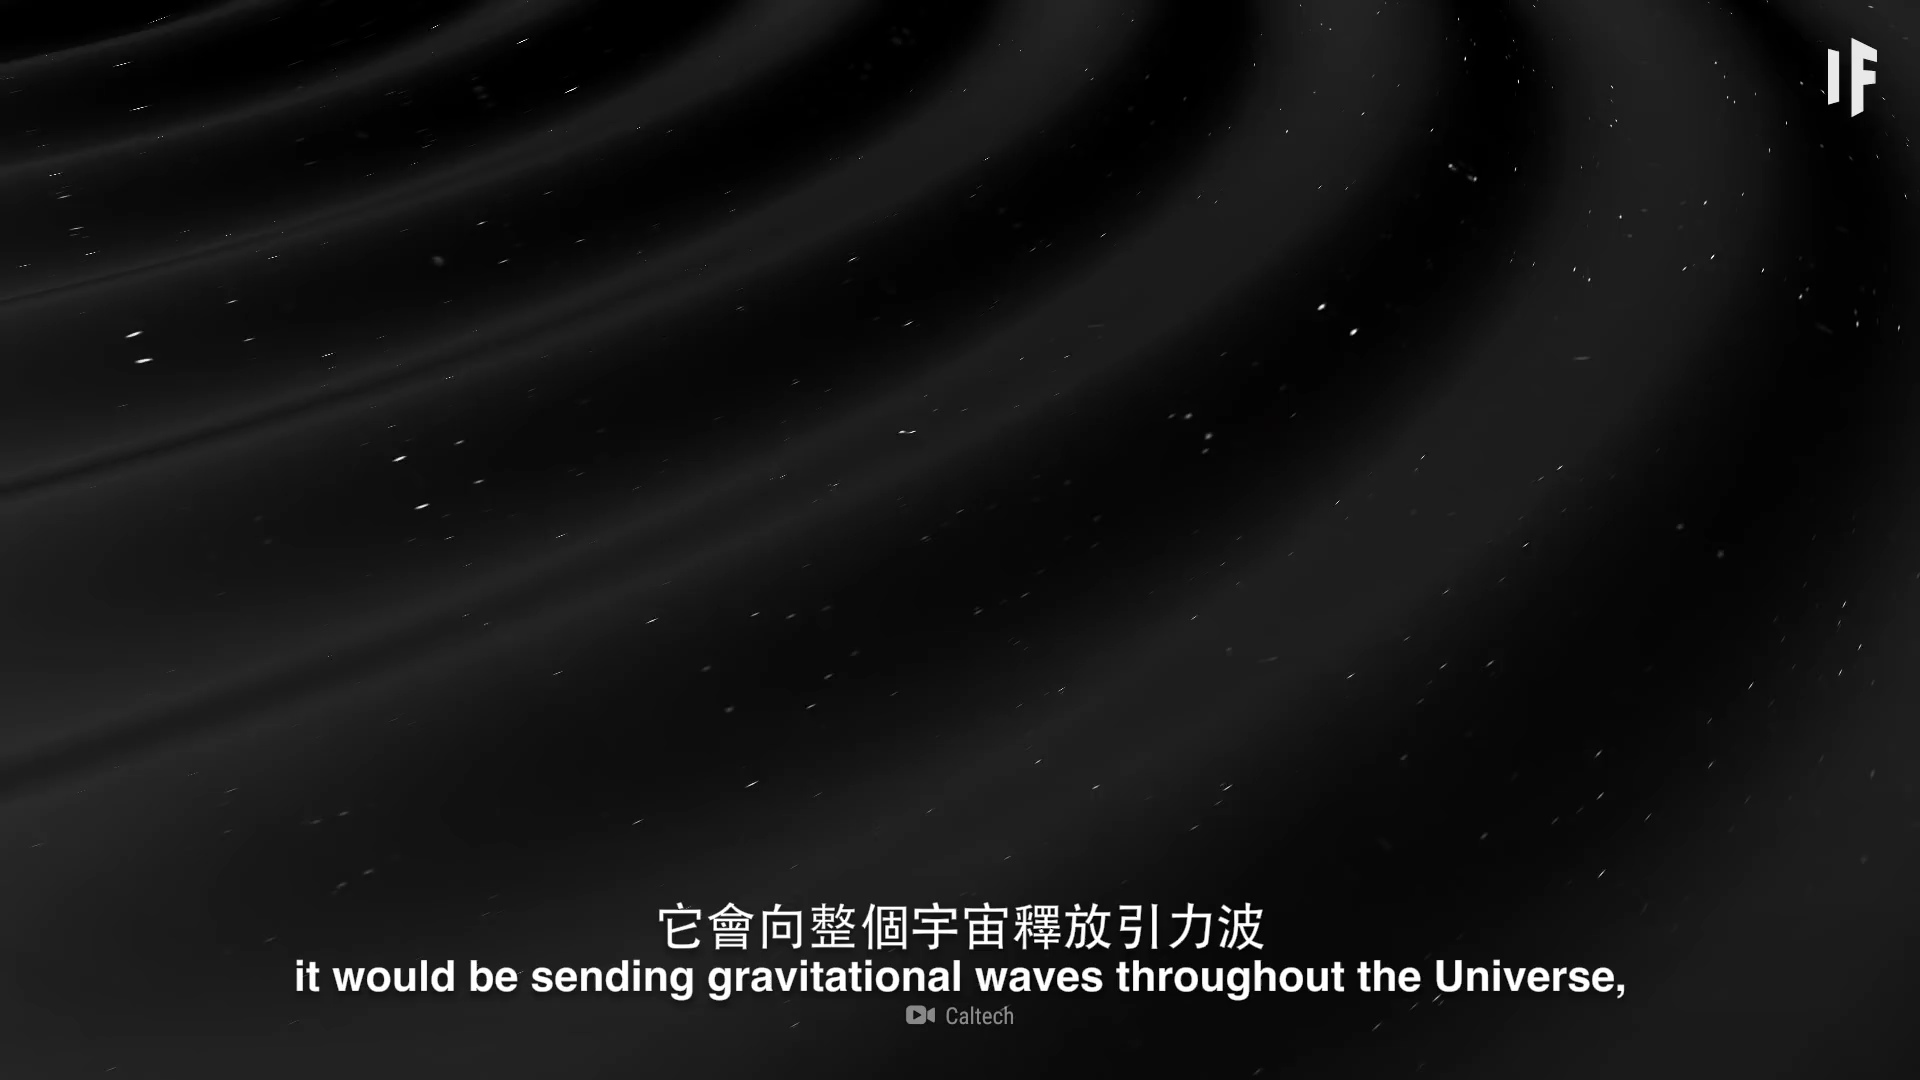 IF
它會向整個宇宙釋放引力波
it would be sending gravitational waves throughout the Universe,
Caltech